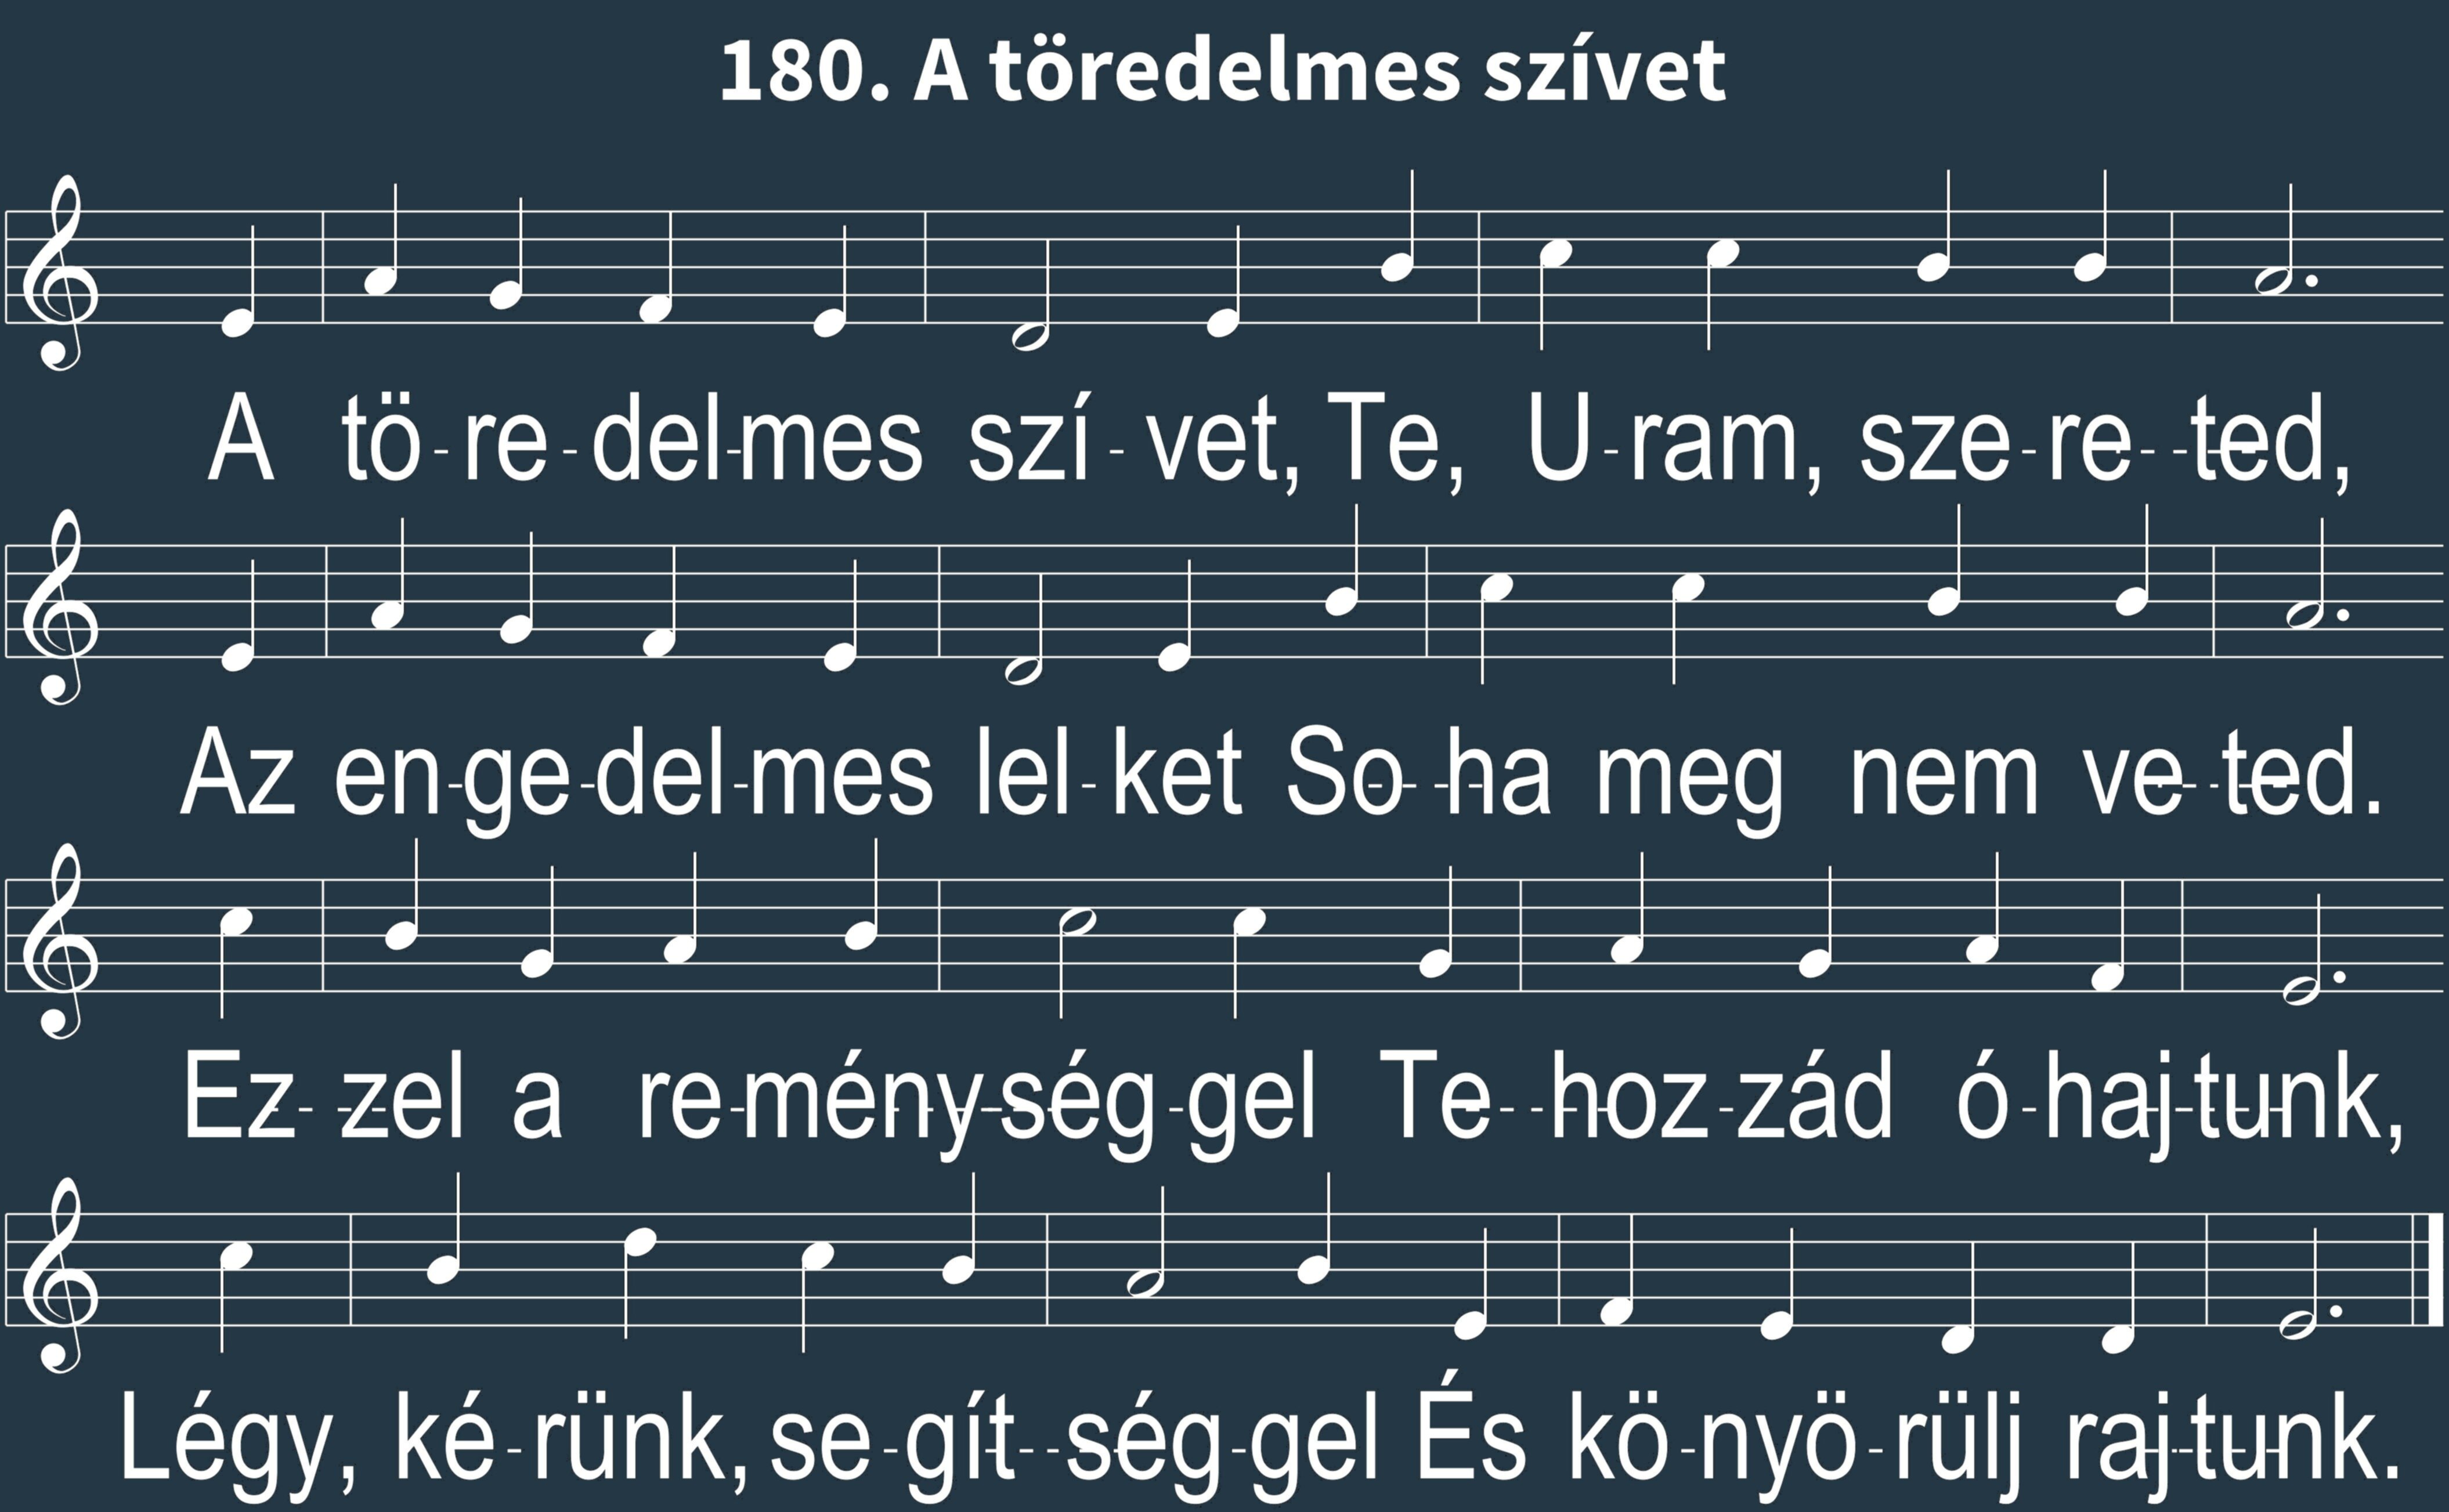 180. A töredelmes szívet
A tö-re-del-mes szí-vet, Te, U-ram, sze-re-ted,
Az en-ge-del-mes lel-ket So-ha meg nem ve-ted.
Ez-zel a re-mény-ség-gel Te-hoz-zád ó-haj-tunk,
Légy, ké-rünk, se-gít-ség-gel És kö-nyö-rülj raj-tunk.